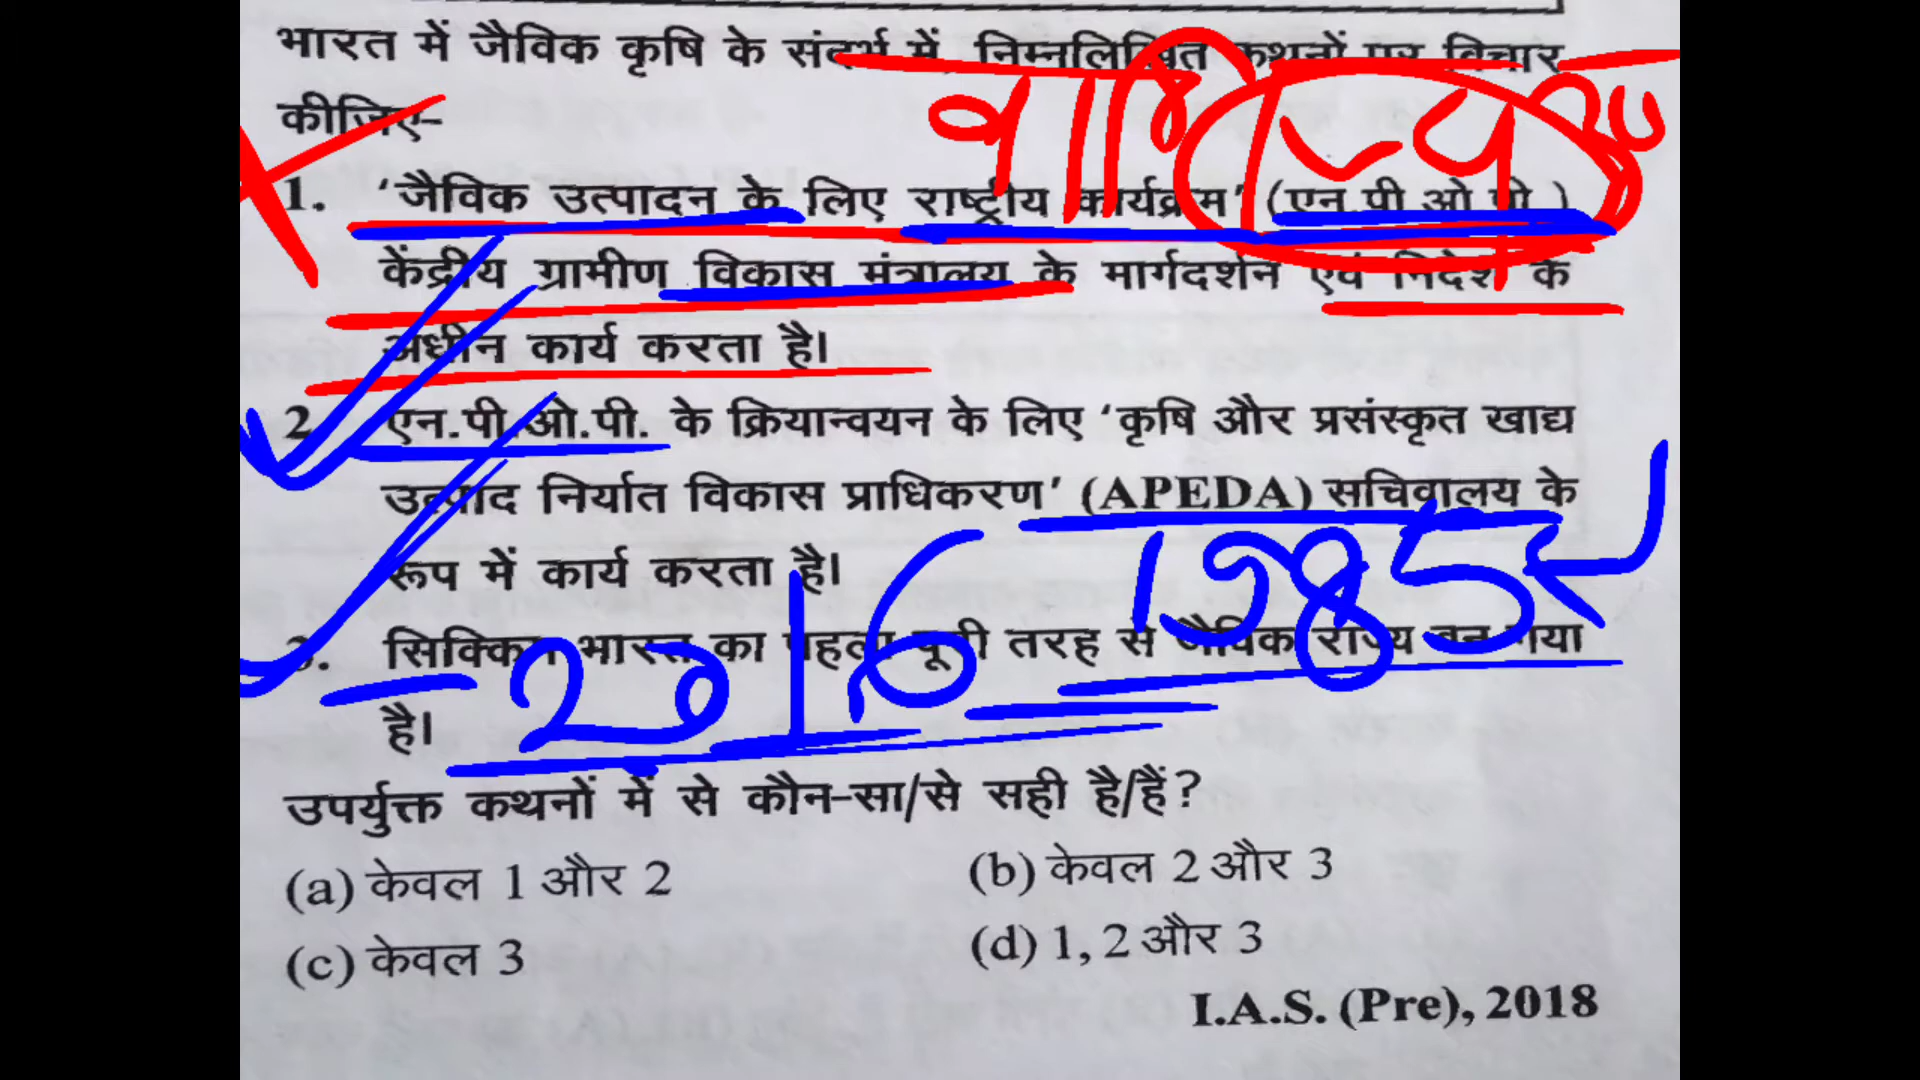 भारत में जैविक कृषि के संदर्भ में, निम्नलिखित कथनों पर विचार
कीजिए-
वाणिज्य
1. ‘जैविक उत्पादन के लिए राष्ट्रीय कार्यक्रम’ (एन.पी.ओ.पी.)
केंद्रीय ग्रामीण विकास मंत्रालय के मार्गदर्शन एवं निदेश के
अधीन कार्य करता है।
2. एन.पी.ओ.पी. के क्रियान्वयन के लिए ‘कृषि और प्रसंस्कृत खाद्य
उत्पाद निर्यात विकास प्राधिकरण’ (APEDA) सचिवालय के
रूप में कार्य करता है।
1985
3. सिक्किम भारत का पहला पूरी तरह से जैविक राज्य बन गया
है।
2016
उपर्युक्त कथनों में से कौन-सा/से सही है/हैं?
(a) केवल 1 और 2
(b) केवल 2 और 3
(c) केवल 3
(d) 1, 2 और 3
I.A.S. (Pre), 2018